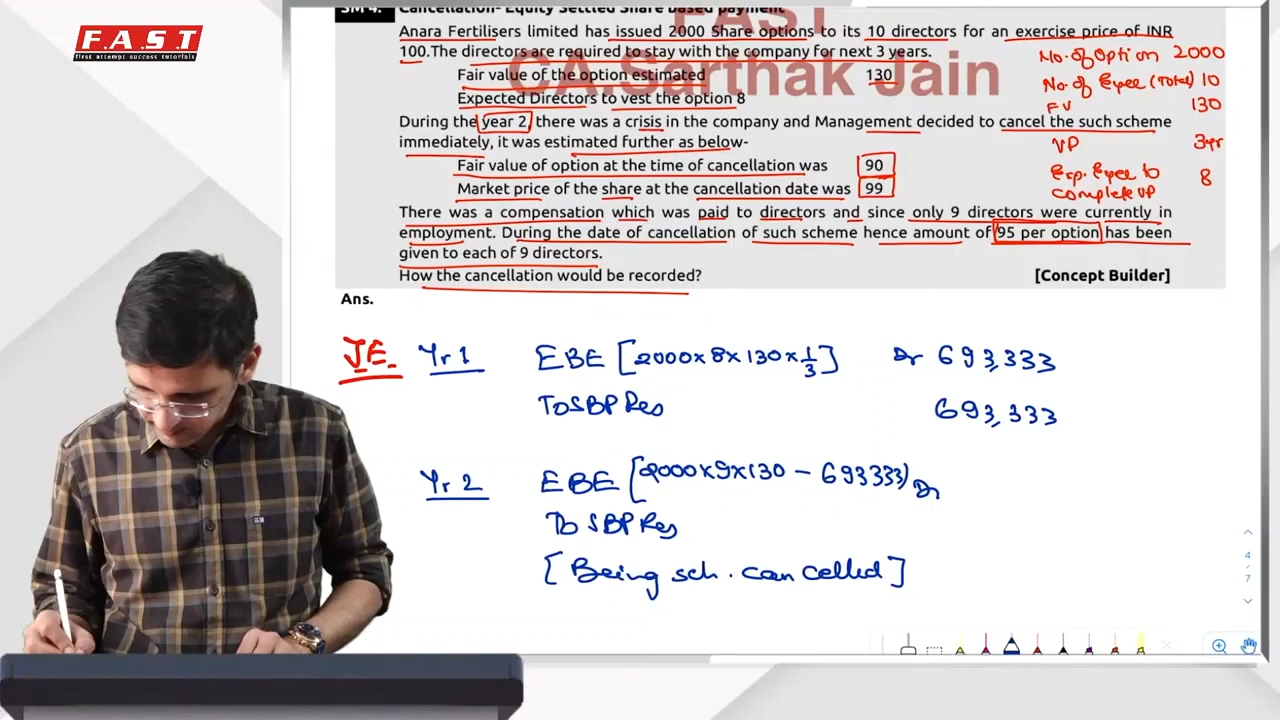 F.A.S.T
first attempt success tutorials
SM 4. Cancellation- Equity Settled Share based payment
FAST
CA.Sarthak Jain
Anara Fertilisers limited has issued 2000 Share options to its 10 directors for an exercise price of INR
100.The directors are required to stay with the company for next 3 years.
Fair value of the option estimated 130
Expected Directors to vest the option 8
During the year 2, there was a crisis in the company and Management decided to cancel the such scheme
immediately, it was estimated further as below-
Fair value of option at the time of cancellation was 90
Market price of the share at the cancellation date was 99
There was a compensation which was paid to directors and since only 9 directors were currently in
employment. During the date of cancellation of such scheme hence amount of 95 per option has been
given to each of 9 directors.
How the cancellation would be recorded? [Concept Builder]
No. of Option 2000
No. of Eyee (Total) 10
FV 130
VP 3yr
Exp. Eyee to 8
complete VP
Ans.
JE. Yr 1 EBE [2000x8x130x1/3] Dr 693,333
To SBP Res 693,333
Yr 2 EBE [2000x9x130 - 693333) Dr
To SBP Res
[Being sch. cancelled]
4
/
7